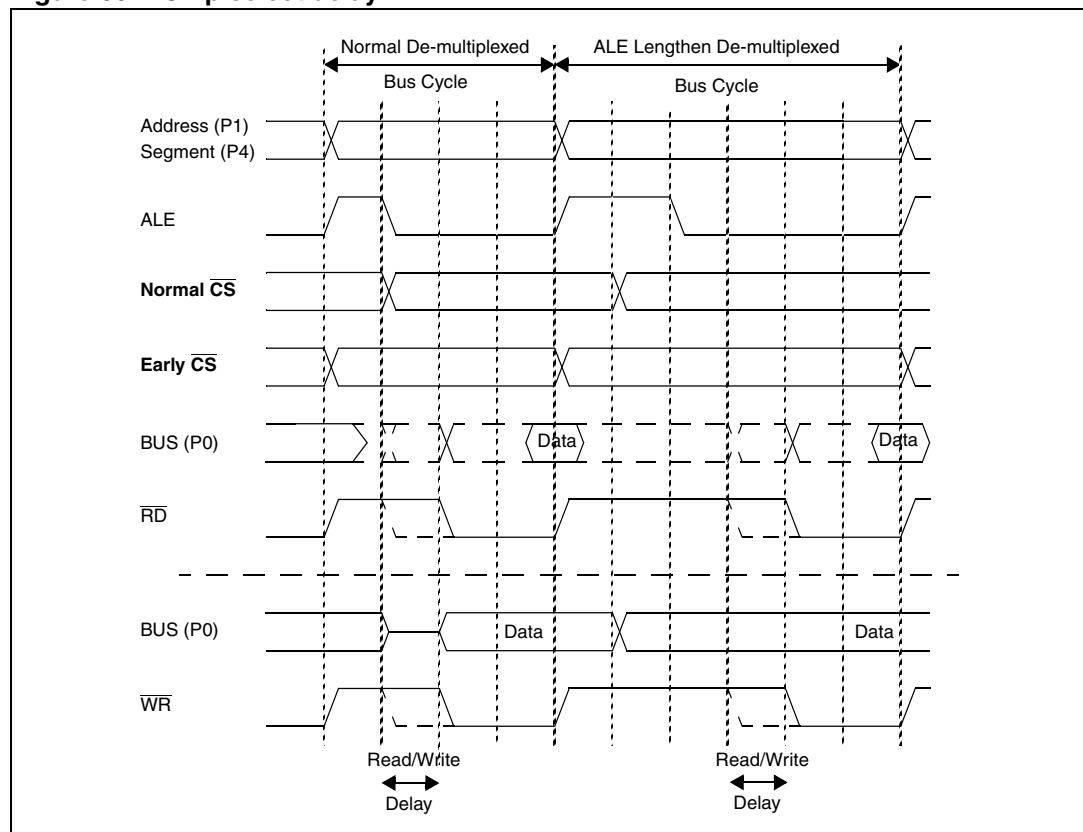 Normal De-multiplexed
Bus Cycle
ALE Lengthen De-multiplexed
Bus Cycle
Address (P1)
Segment (P4)
ALE
Normal CS
Early CS
BUS (P0)
Data
Data
RD
BUS (P0)
Data
Data
WR
Read/Write
Delay
Read/Write
Delay